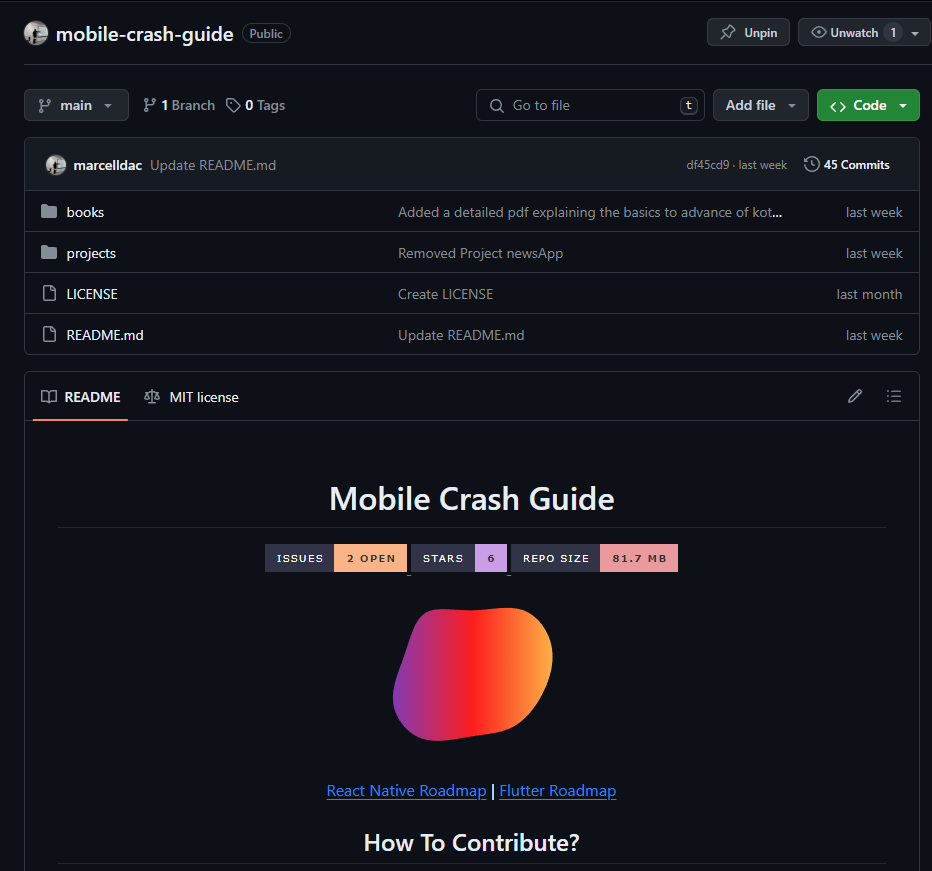 mobile-crash-guide Public Unpin Unwatch 1
main 1 Branch 0 Tags Go to file t Add file Code
marcelldac Update README.md df45cd9 · last week 45 Commits
books Added a detailed pdf explaining the basics to advance of kot... last week
projects Removed Project newsApp last week
LICENSE Create LICENSE last month
README.md Update README.md last week
README MIT license
Mobile Crash Guide
ISSUES 2 OPEN STARS 6 REPO SIZE 81.7 MB
React Native Roadmap | Flutter Roadmap
How To Contribute?